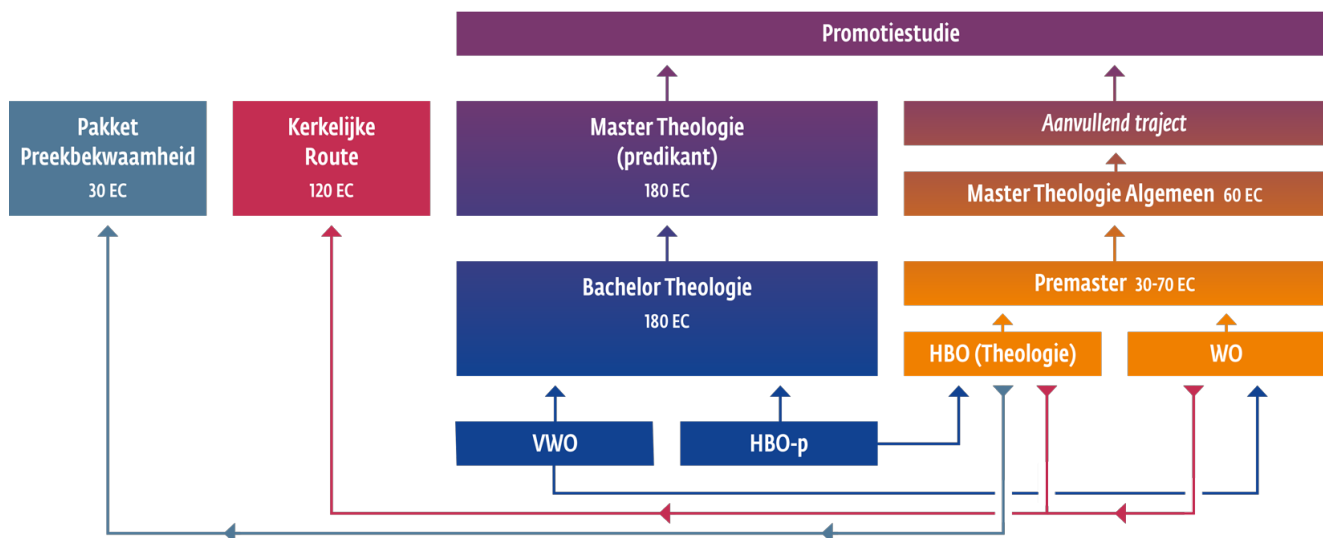 Promotiestudie
Pakket
Preekbekwaamheid
30 EC
Kerkelijke
Route
120 EC
Master Theologie
(predikant)
180 EC
Aanvullend traject
Master Theologie Algemeen 60 EC
Bachelor Theologie
180 EC
Premaster 30-70 EC
HBO (Theologie)
WO
VWO
HBO-p